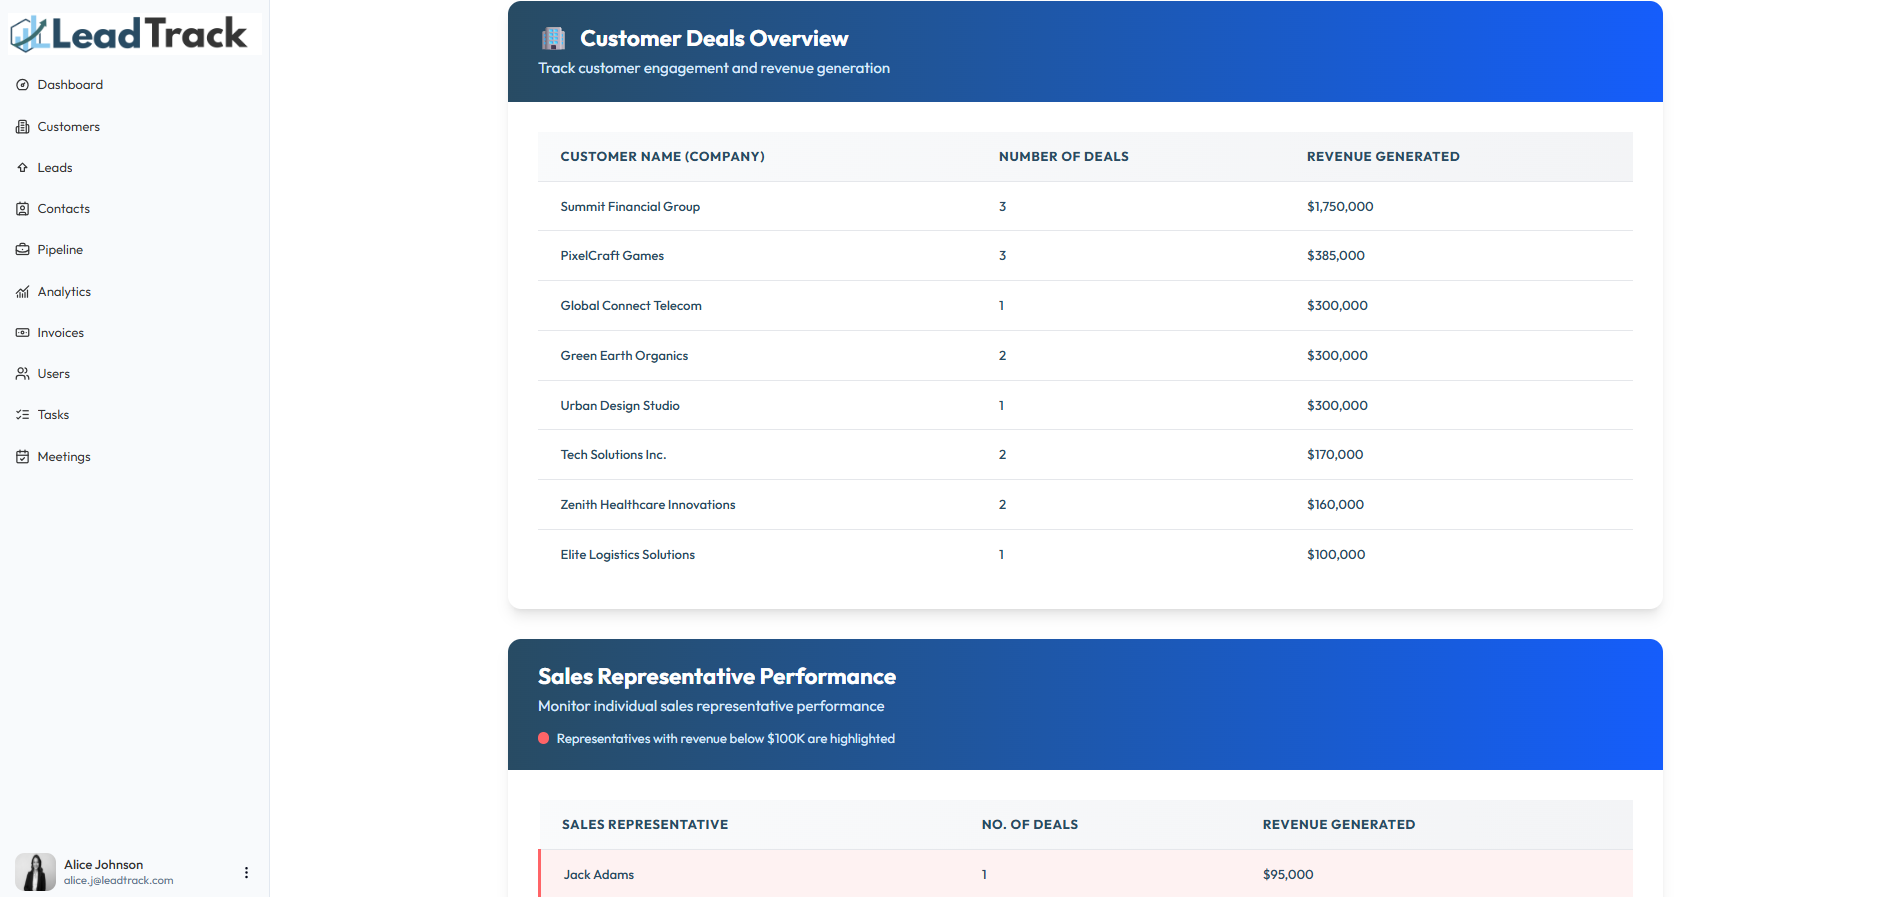 LeadTrack
Dashboard
Customers
Leads
Contacts
Pipeline
Analytics
Invoices
Users
Tasks
Meetings
Alice Johnson
alice.j@leadtrack.com
Customer Deals Overview
Track customer engagement and revenue generation
CUSTOMER NAME (COMPANY) NUMBER OF DEALS REVENUE GENERATED
Summit Financial Group 3 $1,750,000
PixelCraft Games 3 $385,000
Global Connect Telecom 1 $300,000
Green Earth Organics 2 $300,000
Urban Design Studio 1 $300,000
Tech Solutions Inc. 2 $170,000
Zenith Healthcare Innovations 2 $160,000
Elite Logistics Solutions 1 $100,000
Sales Representative Performance
Monitor individual sales representative performance
Representatives with revenue below $100K are highlighted
SALES REPRESENTATIVE NO. OF DEALS REVENUE GENERATED
Jack Adams 1 $95,000